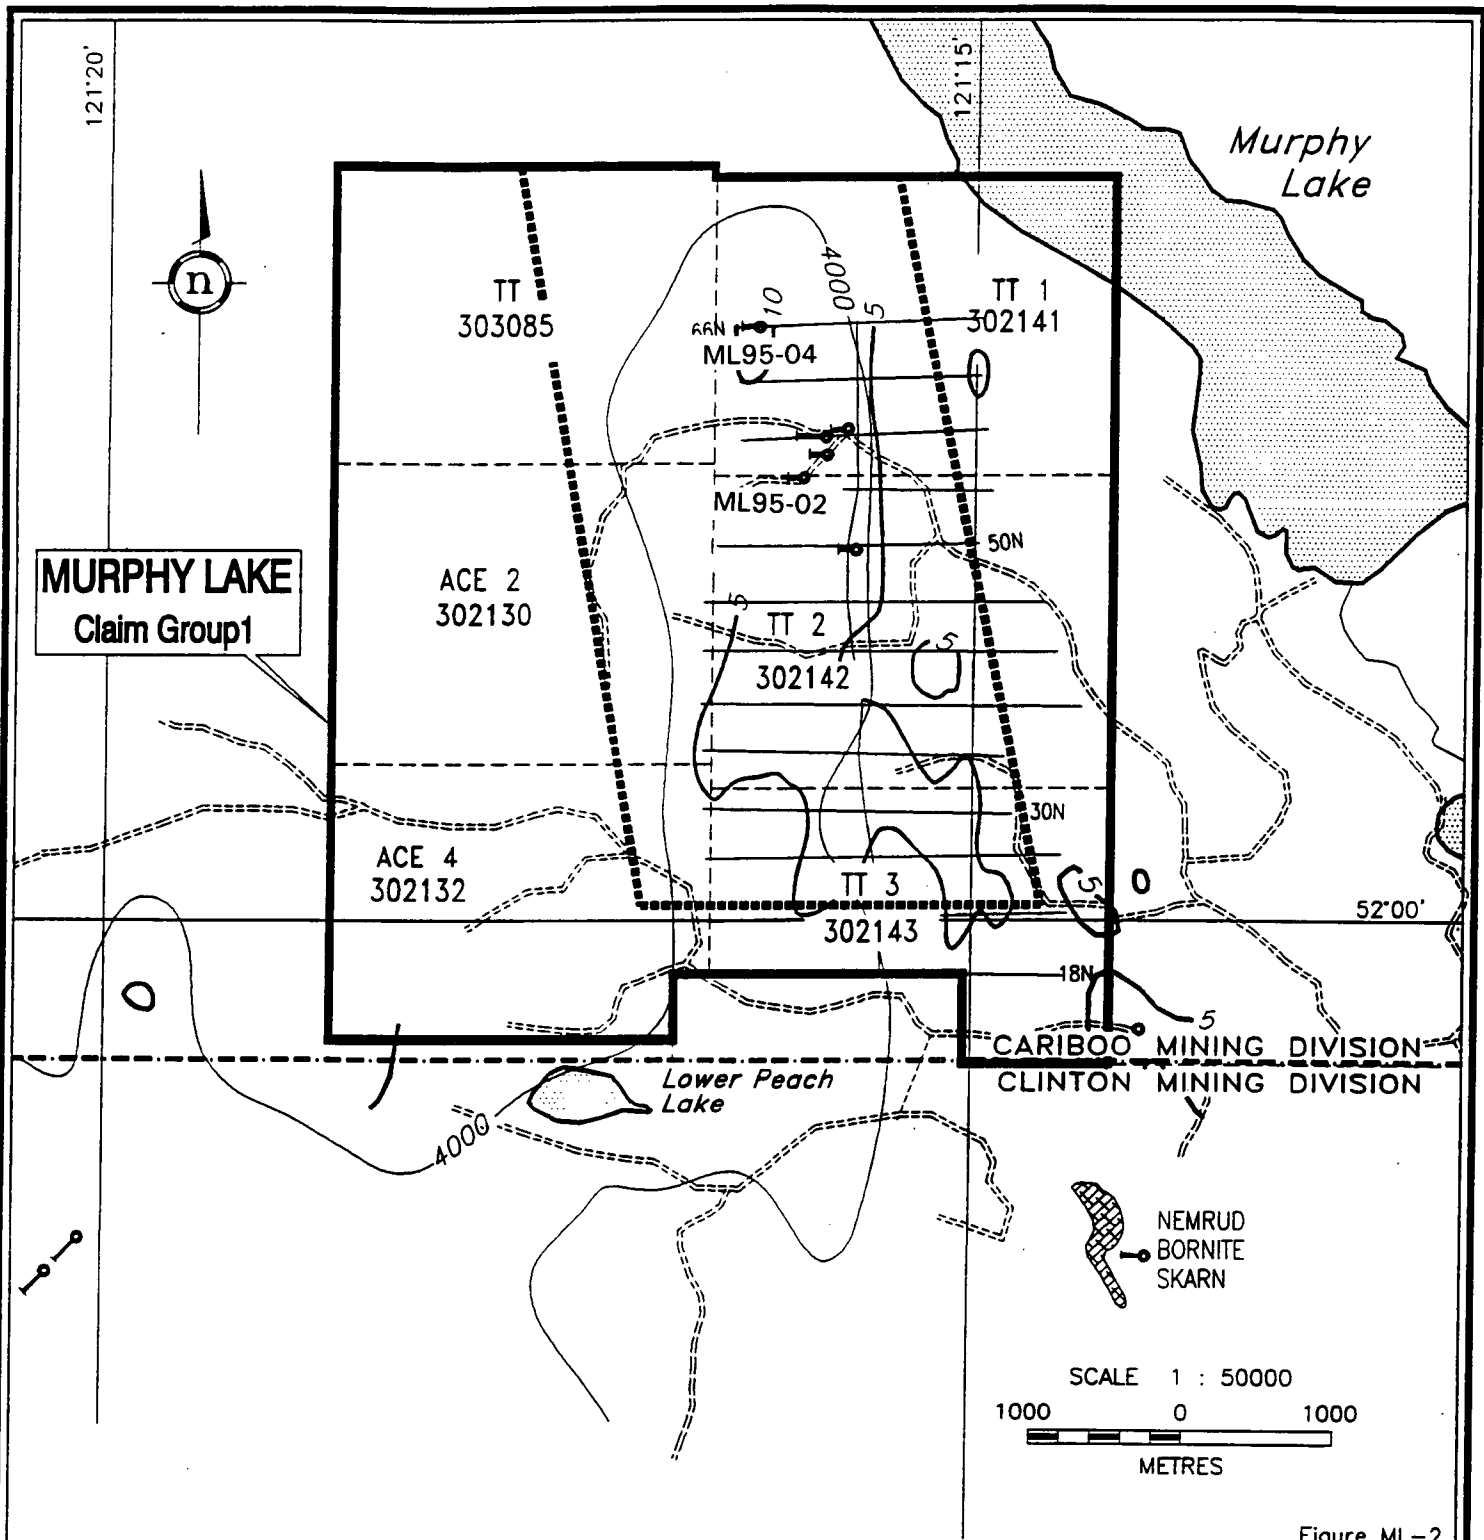 121°20'
121°15'
Murphy
Lake
n
TT
303085
4000
5
10
TT 1
302141
66N
ML95-04
ML95-02
50N
MURPHY LAKE
Claim Group1
ACE 2
302130
5
TT 2
302142
5
30N
ACE 4
302132
TT 3
302143
5
52°00'
18N
5
CARIBOO MINING DIVISION
CLINTON MINING DIVISION
Lower Peach
Lake
4000
NEMRUD
BORNITE
SKARN
SCALE 1 : 50000
1000 0 1000
METRES
Figure ML-2